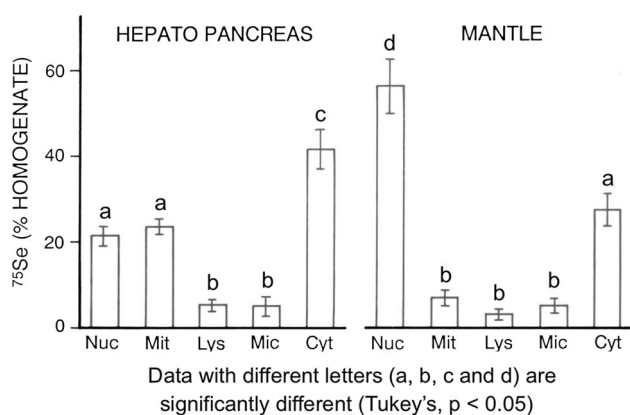 HEPATO PANCREAS MANTLE
⁷⁵Se (% HOMOGENATE)
60
40
20
0
a a b b c
d b b b a
Nuc Mit Lys Mic Cyt Nuc Mit Lys Mic Cyt
Data with different letters (a, b, c and d) are
significantly different (Tukey's, p < 0.05)